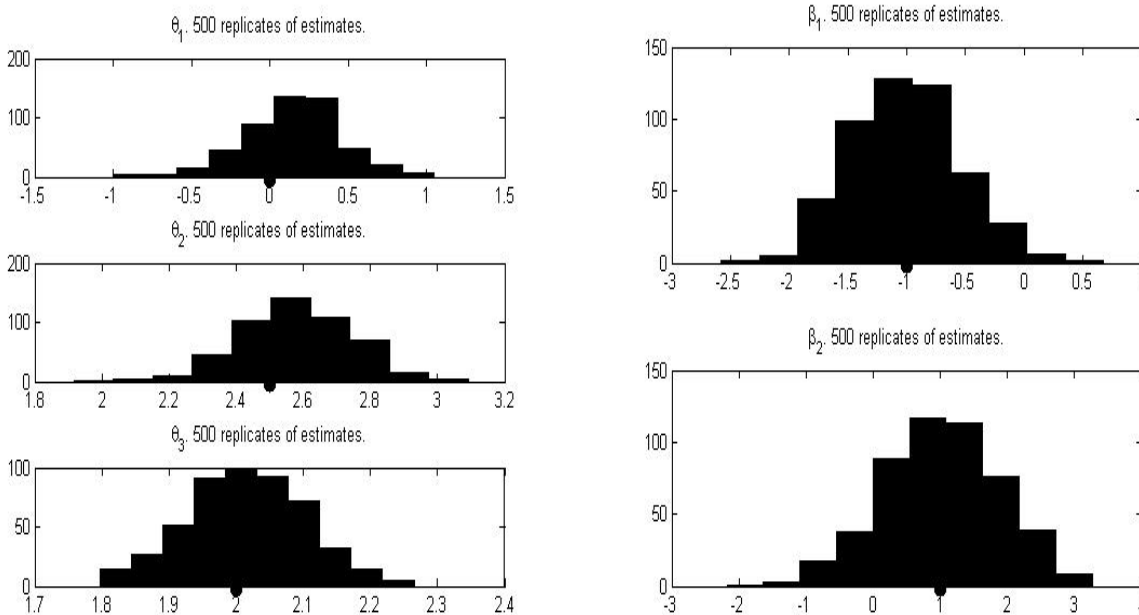 θ1. 500 replicates of estimates.
200
100
0
-1.5 -1 -0.5 0 0.5 1 1.5
θ2. 500 replicates of estimates.
200
100
0
1.8 2 2.2 2.4 2.6 2.8 3 3.2
θ3. 500 replicates of estimates.
100
50
0
1.7 1.8 1.9 2 2.1 2.2 2.3 2.4
β1. 500 replicates of estimates.
150
100
50
0
-3 -2.5 -2 -1.5 -1 -0.5 0 0.5
β2. 500 replicates of estimates.
150
100
50
0
-3 -2 -1 0 1 2 3